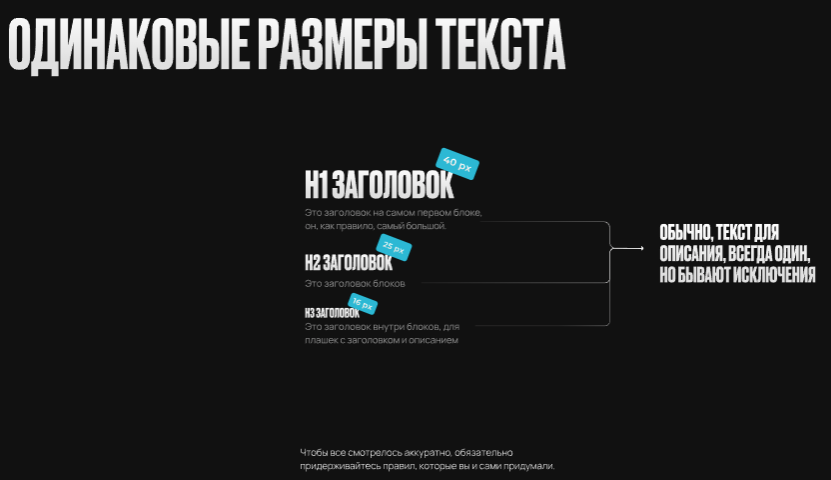 ОДИНАКОВЫЕ РАЗМЕРЫ ТЕКСТА
40 px
H1 ЗАГОЛОВОК
Это заголовок на самом первом блоке,
он, как правило, самый большой.
25 px
H2 ЗАГОЛОВОК
Это заголовок блоков
16 px
H3 ЗАГОЛОВОК
Это заголовок внутри блоков, для
плашек с заголовком и описанием
ОБЫЧНО, ТЕКСТ ДЛЯ
ОПИСАНИЯ, ВСЕГДА ОДИН,
НО БЫВАЮТ ИСКЛЮЧЕНИЯ
Чтобы все смотрелось аккуратно, обязательно
придерживайтесь правил, которые вы и сами придумали.